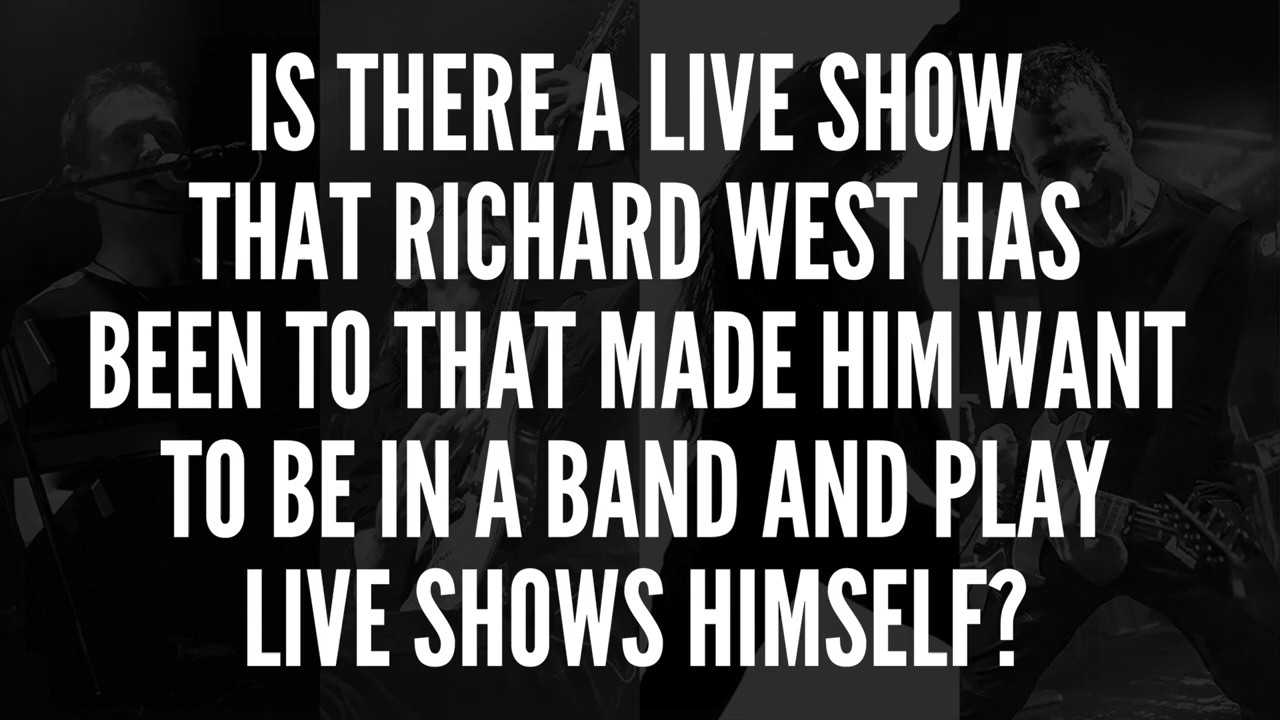 IS THERE A LIVE SHOW
THAT RICHARD WEST HAS
BEEN TO THAT MADE HIM WANT
TO BE IN A BAND AND PLAY
LIVE SHOWS HIMSELF?